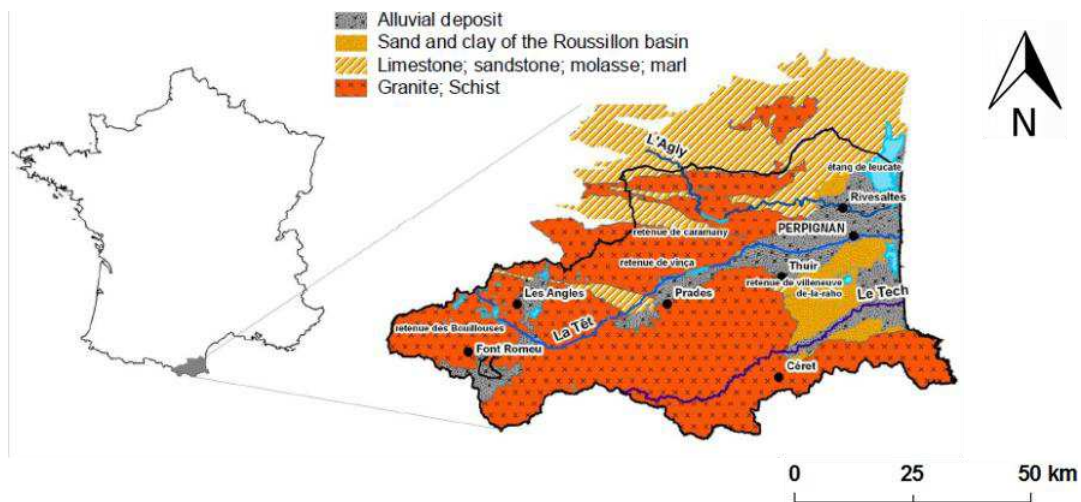 Alluvial deposit
Sand and clay of the Roussillon basin
Limestone; sandstone; molasse; marl
Granite; Schist
N
L'Agly
étang de leucate
Rivesaltes
retenue de caramany
PERPIGNAN
retenue de vinça
Thuir
retenue de villeneuve
de-la-raho
Le Tech
Les Angles
Prades
La Têt
retenue des Bouillouses
Font Romeu
Céret
0 25 50 km